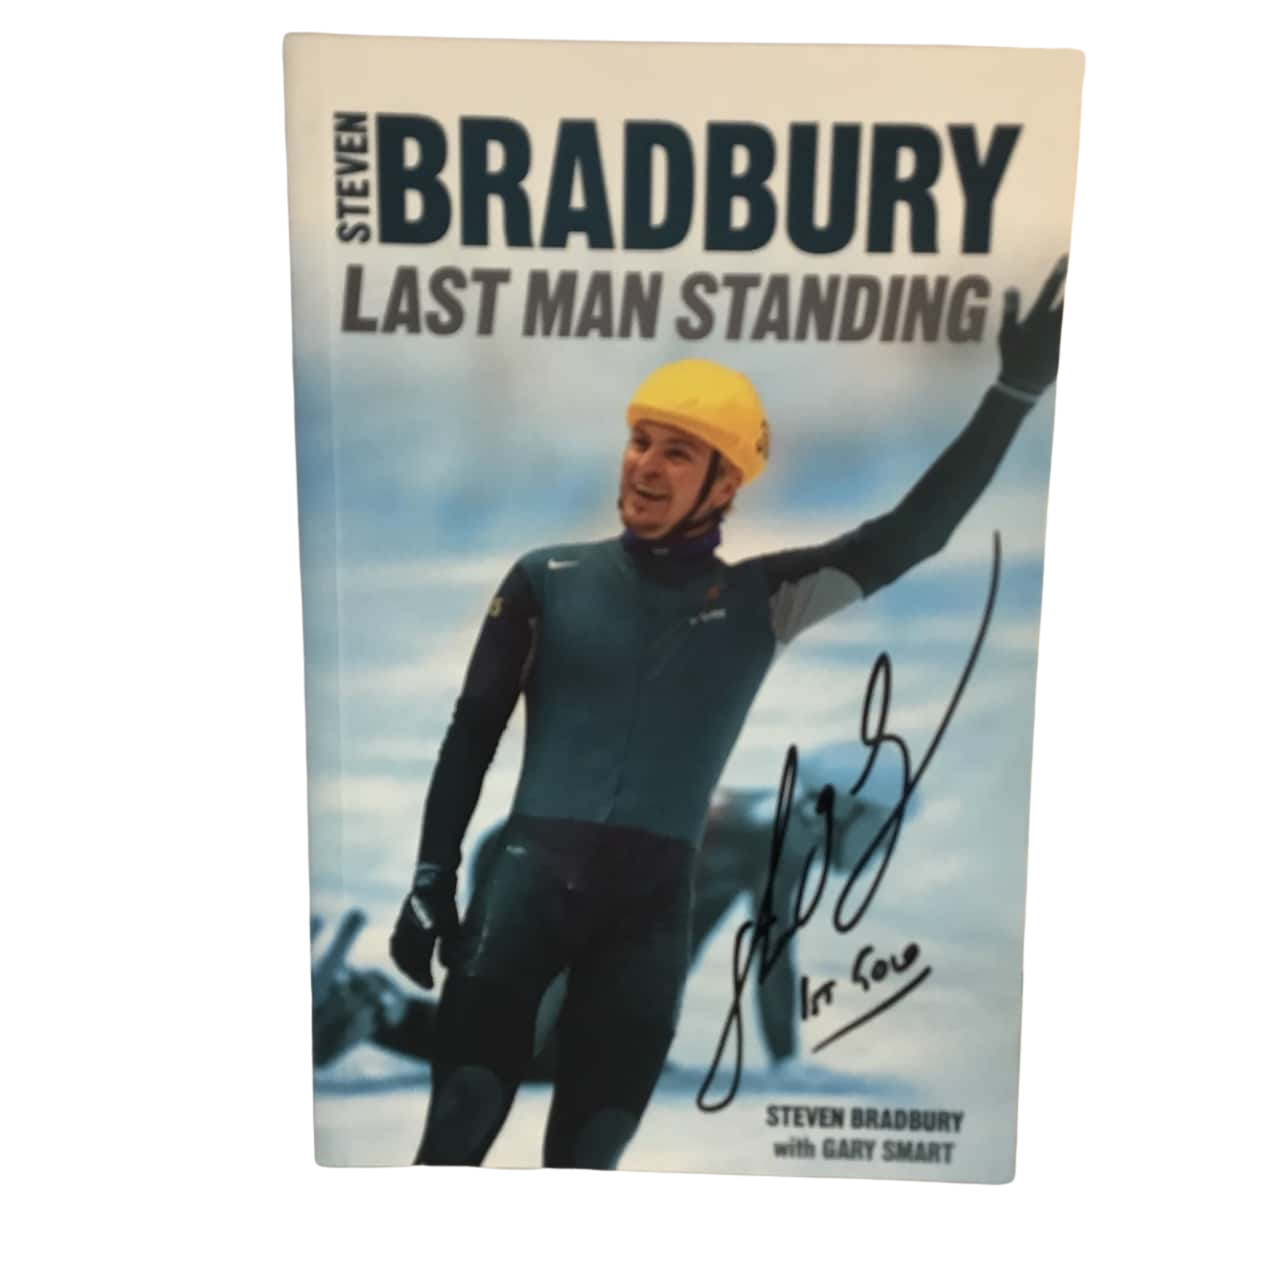 STEVEN BRADBURY
LAST MAN STANDING
1ST GOLD
STEVEN BRADBURY
with GARY SMART